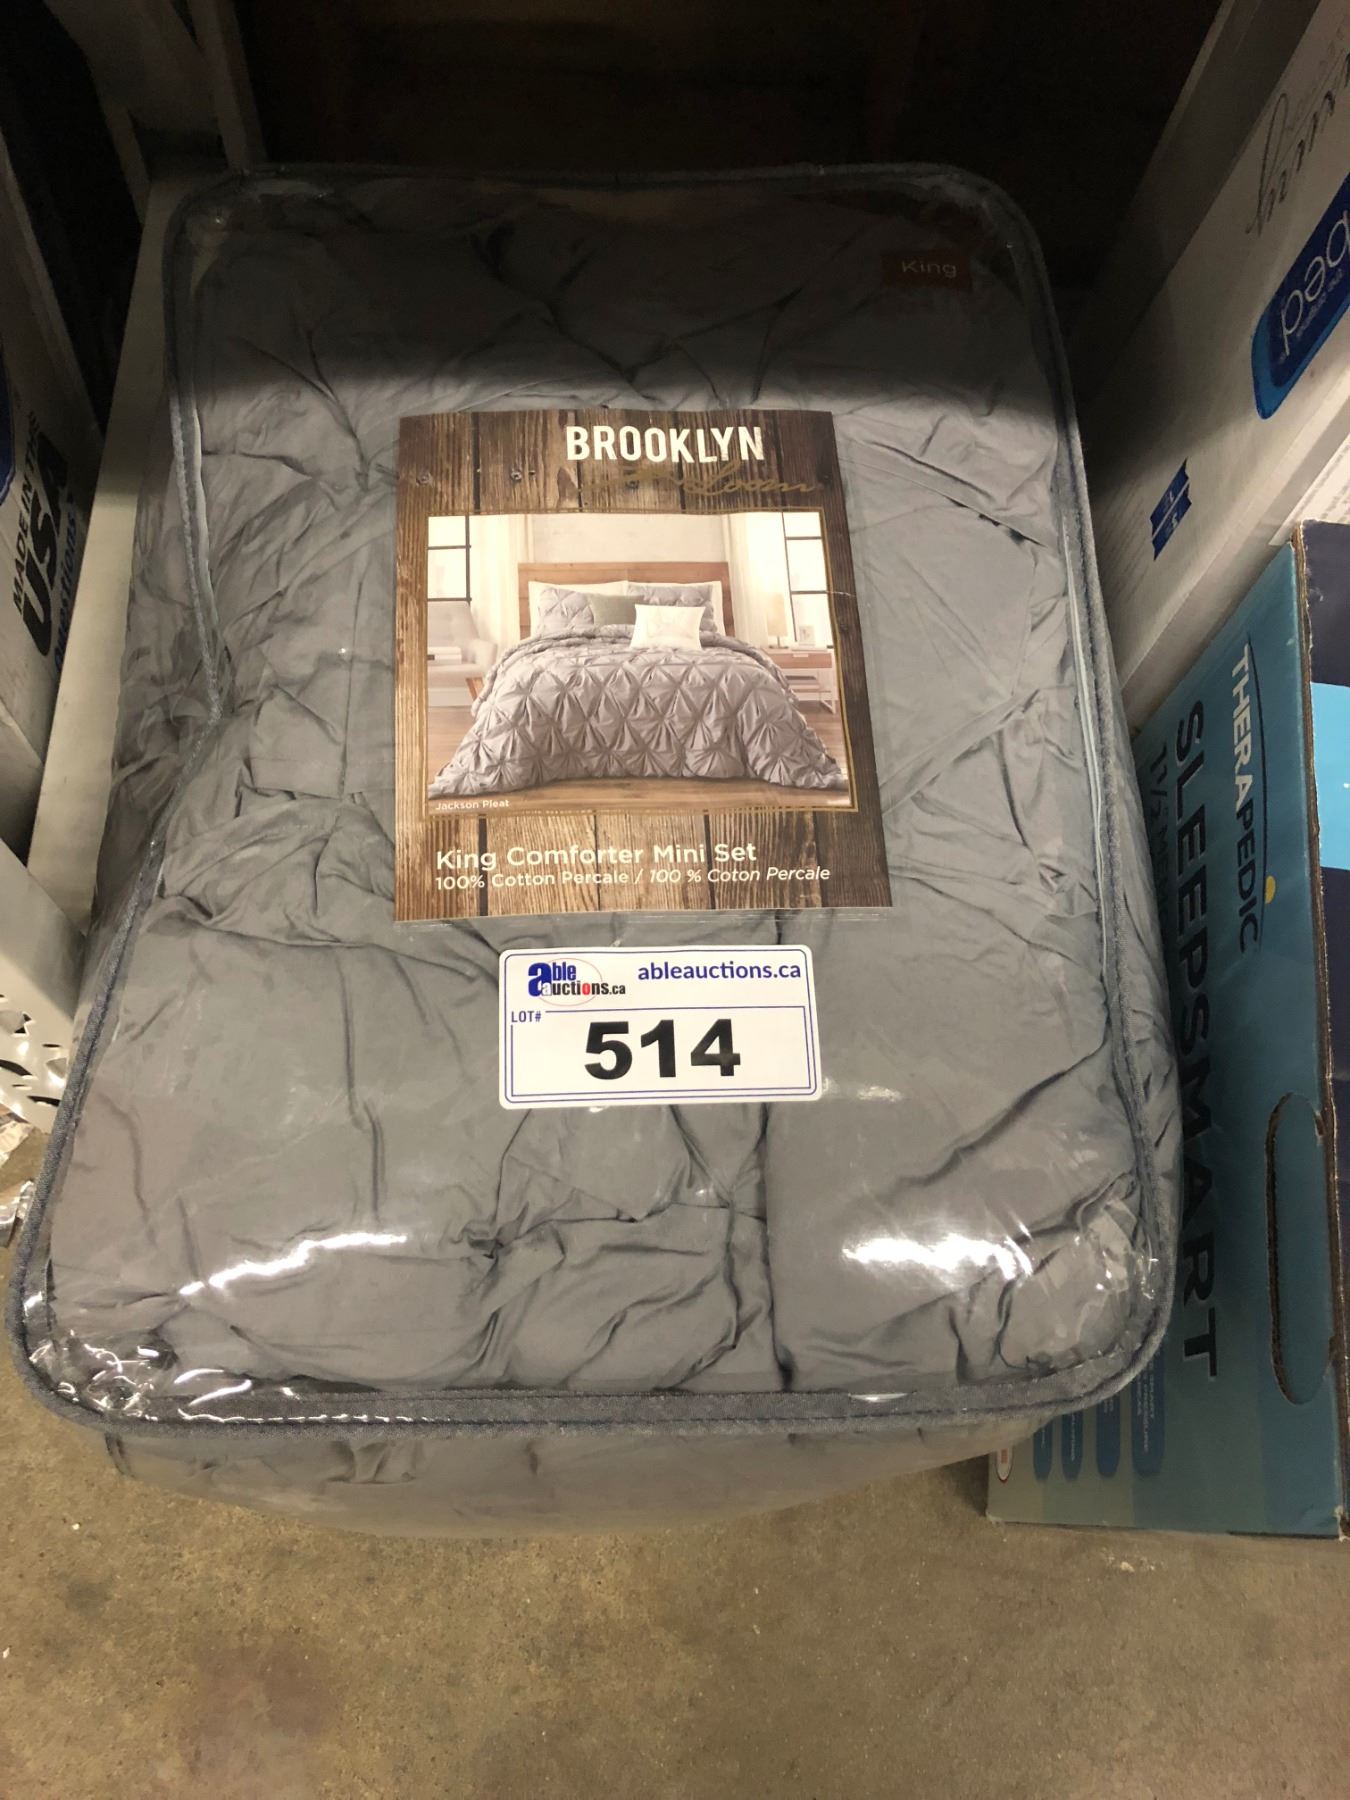 King
BROOKLYN
Loom
Jackson Pleat
King Comforter Mini Set
100% Cotton Percale / 100 % Coton Percale
able auctions.ca
ableauctions.ca
LOT#
514
MADE IN THE
USA
bed
THERAPEDIC
SLEEPSMART